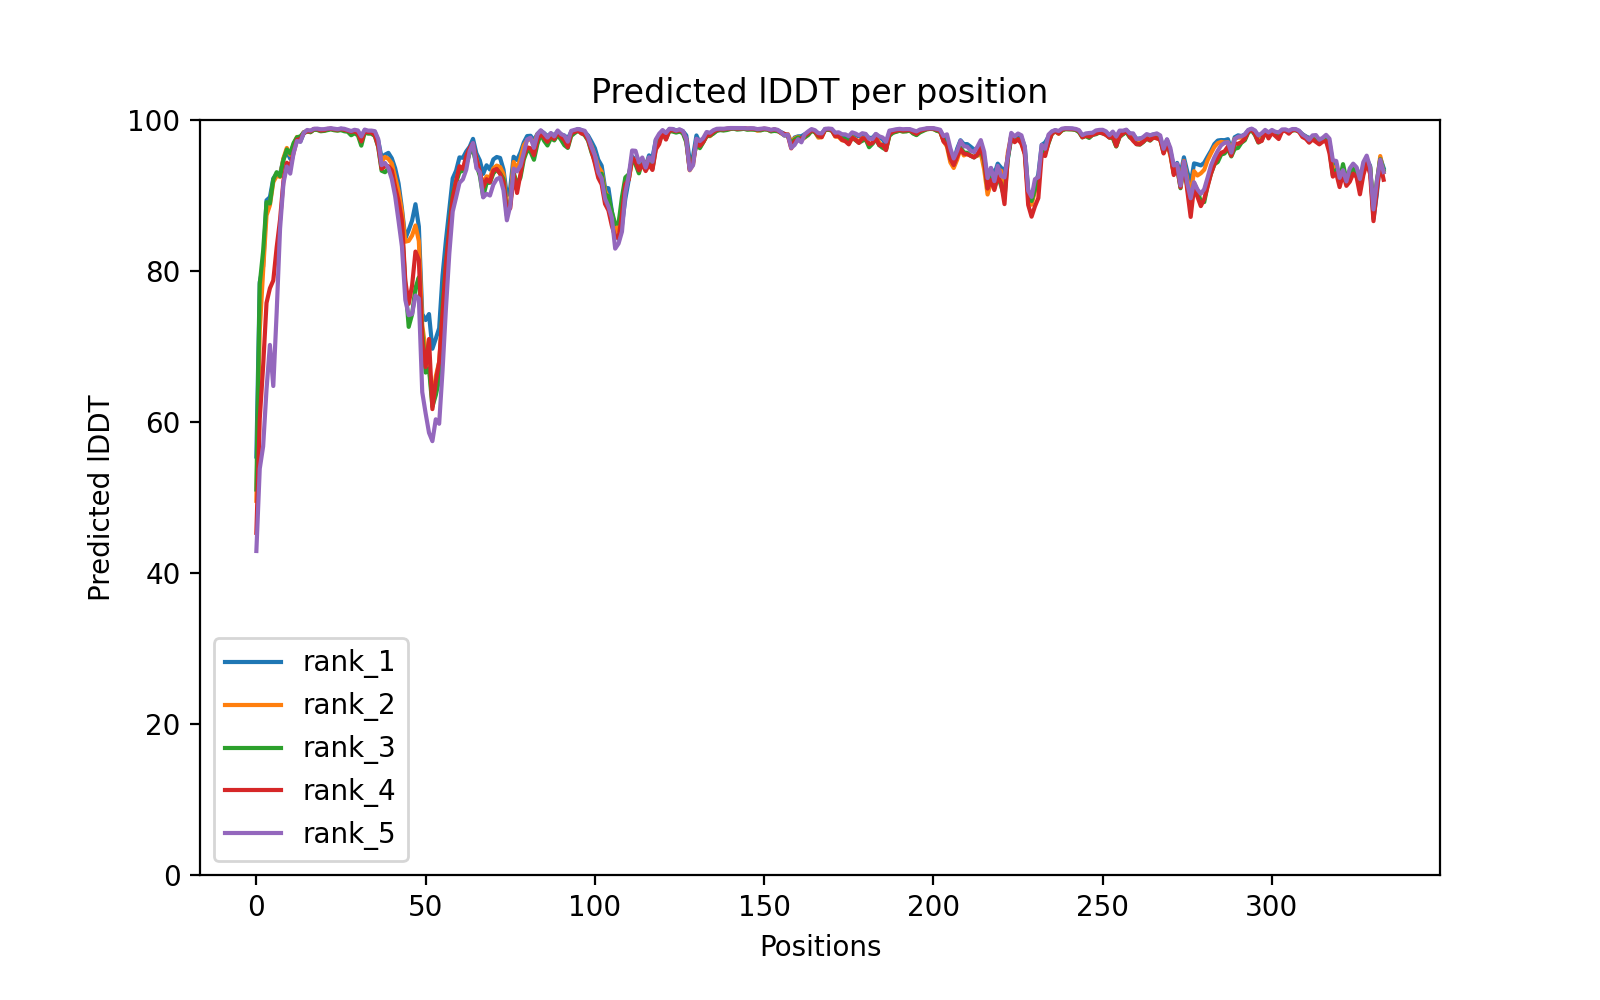 Predicted lDDT per position
100
80
60
40
20
0
Predicted lDDT
rank_1
rank_2
rank_3
rank_4
rank_5
0 50 100 150 200 250 300
Positions